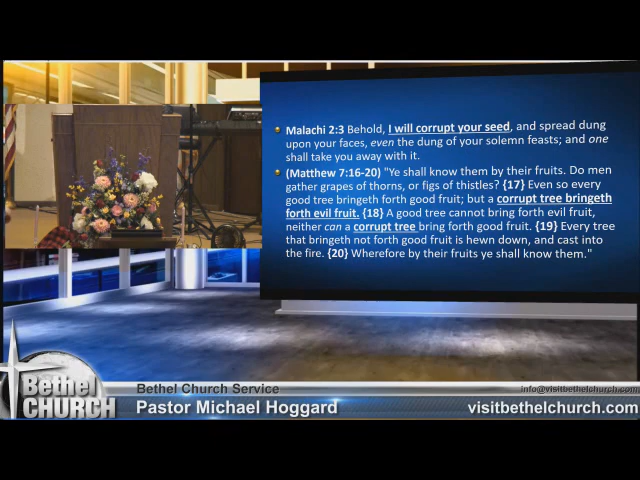 Malachi 2:3 Behold, I will corrupt your seed, and spread dung
upon your faces, even the dung of your solemn feasts; and one
shall take you away with it.
(Matthew 7:16-20) "Ye shall know them by their fruits. Do men
gather grapes of thorns, or figs of thistles? {17} Even so every
good tree bringeth forth good fruit; but a corrupt tree bringeth
forth evil fruit. {18} A good tree cannot bring forth evil fruit,
neither can a corrupt tree bring forth good fruit. {19} Every tree
that bringeth not forth good fruit is hewn down, and cast into
the fire. {20} Wherefore by their fruits ye shall know them."
Bethel
CHURCH
Bethel Church Service
info@visitbethelchurch.com
Pastor Michael Hoggard
visitbethelchurch.com